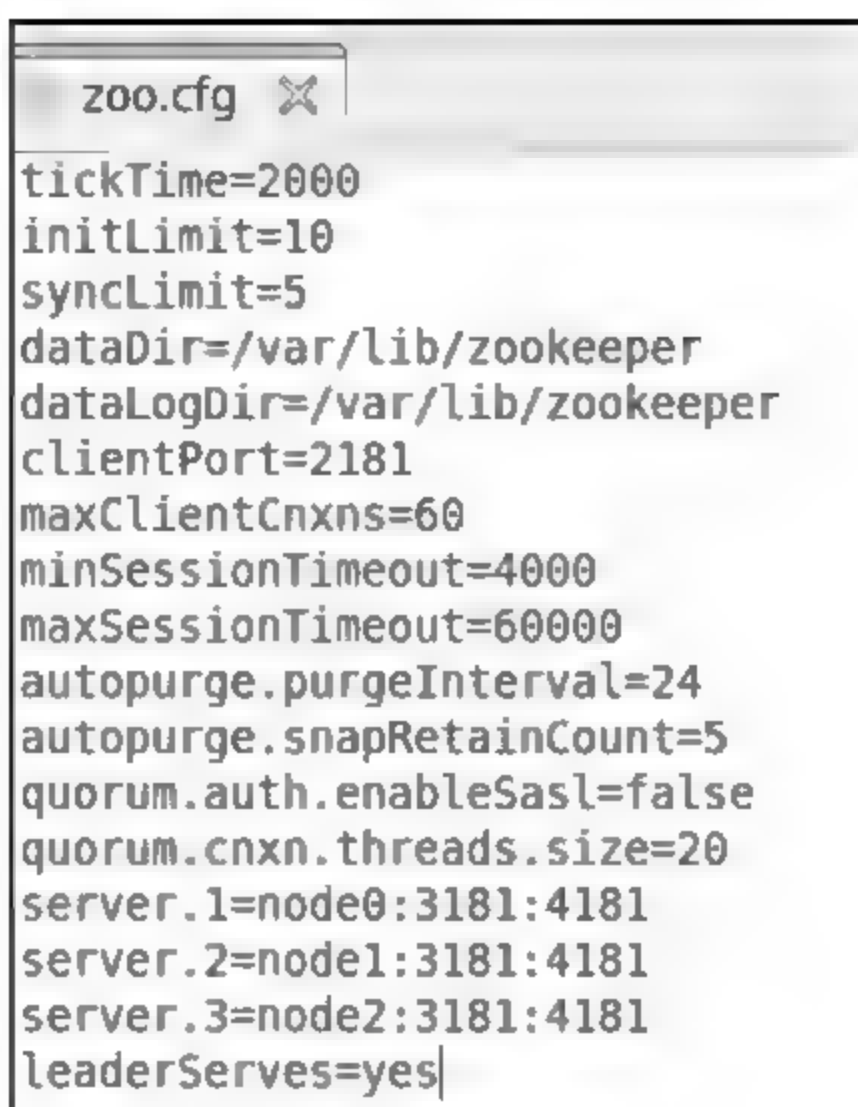 zoo.cfg
tickTime=2000
initLimit=10
syncLimit=5
dataDir=/var/lib/zookeeper
dataLogDir=/var/lib/zookeeper
clientPort=2181
maxClientCnxns=60
minSessionTimeout=4000
maxSessionTimeout=60000
autopurge.purgeInterval=24
autopurge.snapRetainCount=5
quorum.auth.enableSasl=false
quorum.cnxn.threads.size=20
server.1=node0:3181:4181
server.2=node1:3181:4181
server.3=node2:3181:4181
leaderServes=yes